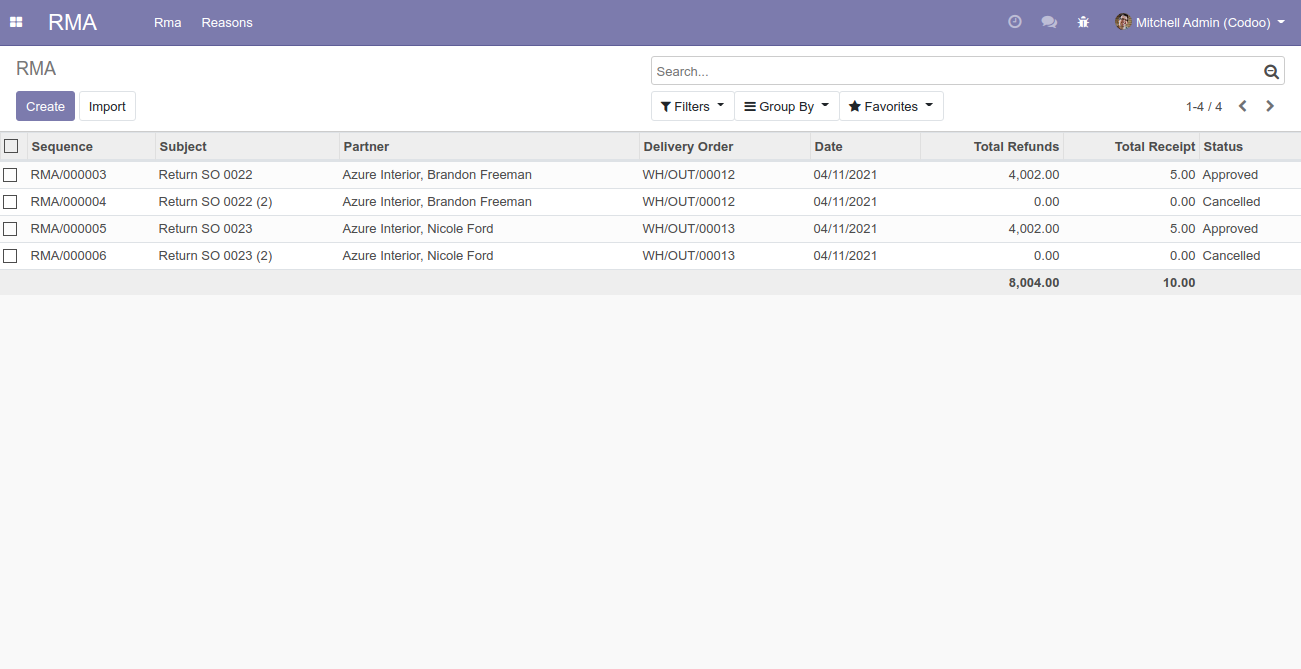 RMA Rma Reasons Mitchell Admin (Codoo)
RMA
Search...
Create Import Filters Group By Favorites 1-4 / 4
Sequence Subject Partner Delivery Order Date Total Refunds Total Receipt Status
RMA/000003 Return SO 0022 Azure Interior, Brandon Freeman WH/OUT/00012 04/11/2021 4,002.00 5.00 Approved
RMA/000004 Return SO 0022 (2) Azure Interior, Brandon Freeman WH/OUT/00012 04/11/2021 0.00 0.00 Cancelled
RMA/000005 Return SO 0023 Azure Interior, Nicole Ford WH/OUT/00013 04/11/2021 4,002.00 5.00 Approved
RMA/000006 Return SO 0023 (2) Azure Interior, Nicole Ford WH/OUT/00013 04/11/2021 0.00 0.00 Cancelled
8,004.00 10.00